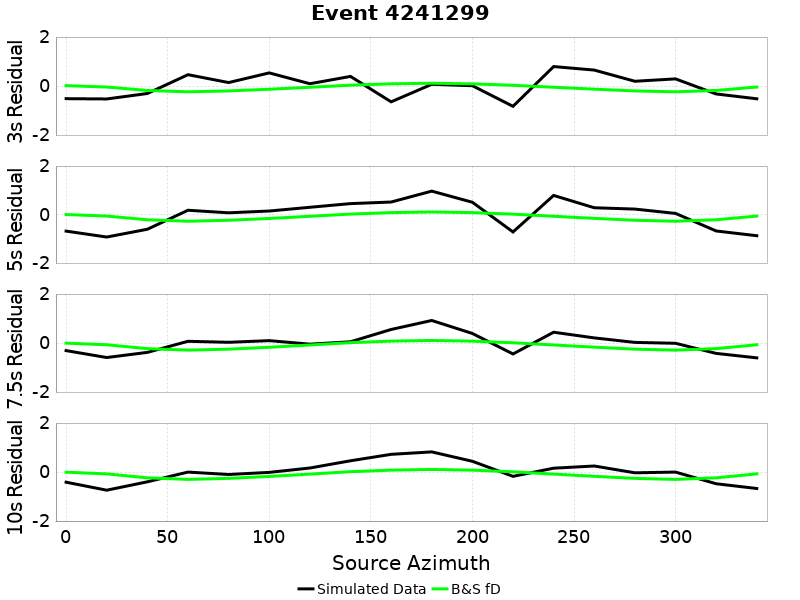 Event 4241299
3s Residual
2
0
-2
5s Residual
2
0
-2
7.5s Residual
2
0
-2
10s Residual
2
0
-2
0 50 100 150 200 250 300
Source Azimuth
Simulated Data B&S fD